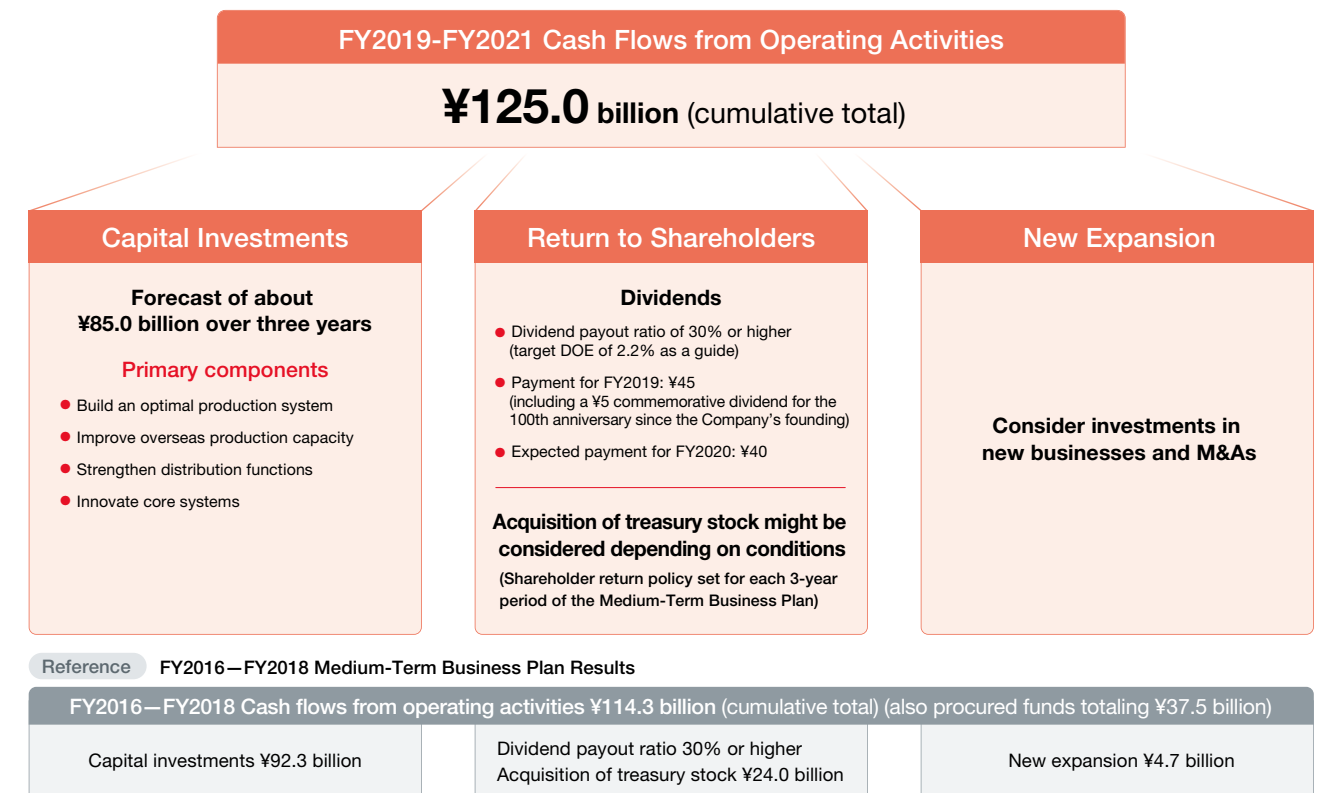 FY2019-FY2021 Cash Flows from Operating Activities
¥125.0 billion (cumulative total)
Capital Investments
Forecast of about
¥85.0 billion over three years
Primary components
● Build an optimal production system
● Improve overseas production capacity
● Strengthen distribution functions
● Innovate core systems
Return to Shareholders
Dividends
● Dividend payout ratio of 30% or higher
(target DOE of 2.2% as a guide)
● Payment for FY2019: ¥45
(including a ¥5 commemorative dividend for the
100th anniversary since the Company's founding)
● Expected payment for FY2020: ¥40
Acquisition of treasury stock might be
considered depending on conditions
(Shareholder return policy set for each 3-year
period of the Medium-Term Business Plan)
New Expansion
Consider investments in
new businesses and M&As
Reference FY2016—FY2018 Medium-Term Business Plan Results
FY2016—FY2018 Cash flows from operating activities ¥114.3 billion (cumulative total) (also procured funds totaling ¥37.5 billion)
Capital investments ¥92.3 billion
Dividend payout ratio 30% or higher
Acquisition of treasury stock ¥24.0 billion
New expansion ¥4.7 billion